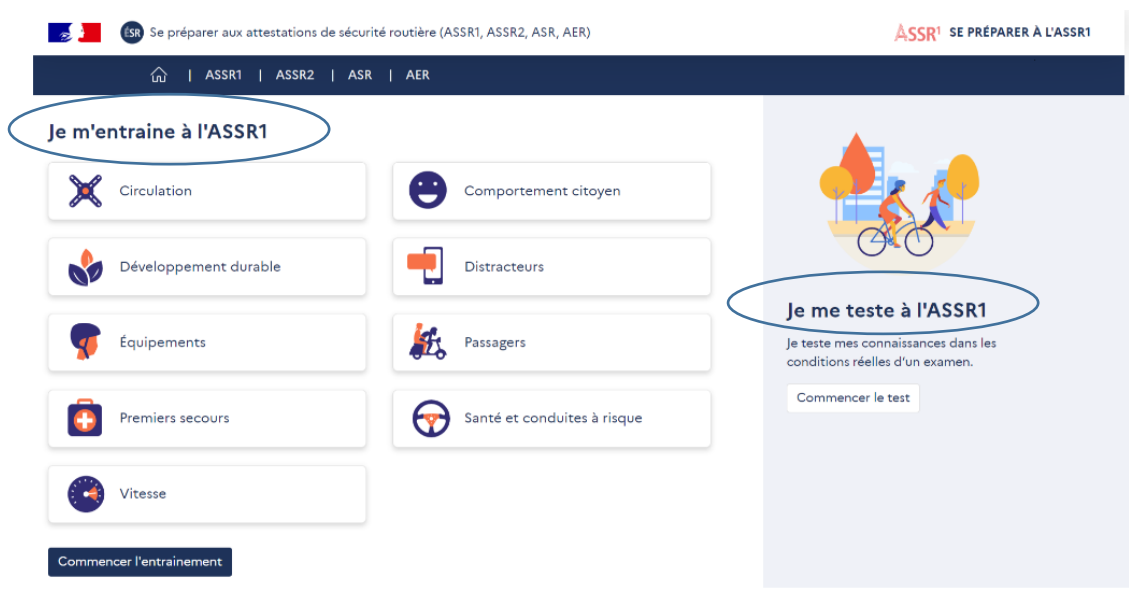 ÉSR Se préparer aux attestations de sécurité routière (ASSR1, ASSR2, ASR, AER)
ASSR1 SE PRÉPARER À L'ASSR1
| ASSR1 | ASSR2 | ASR | AER
Je m'entraine à l'ASSR1
Circulation
Comportement citoyen
Développement durable
Distracteurs
Équipements
Passagers
Premiers secours
Santé et conduites à risque
Vitesse
Commencer l'entrainement
Je me teste à l'ASSR1
Je teste mes connaissances dans les
conditions réelles d'un examen.
Commencer le test